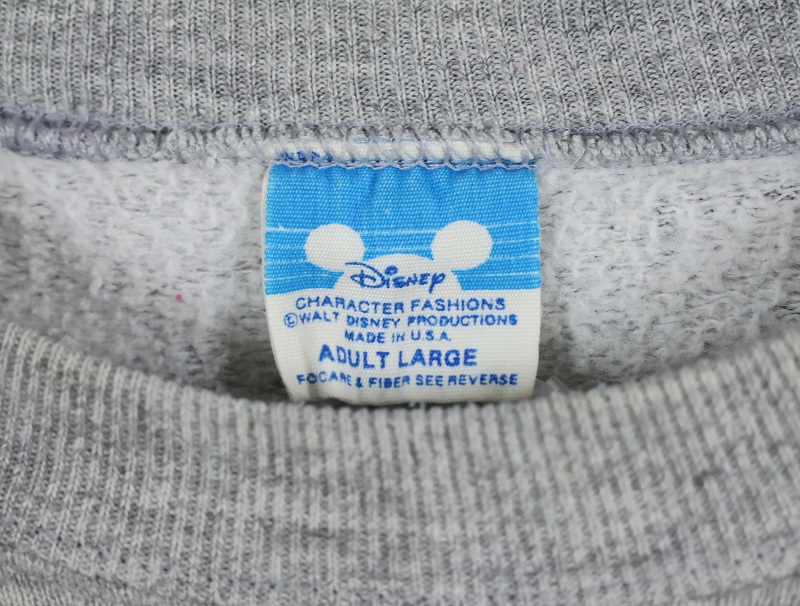 Disney
CHARACTER FASHIONS
©WALT DISNEY PRODUCTIONS
MADE IN U.S.A.
ADULT LARGE
FOCARE & FIBER SEE REVERSE